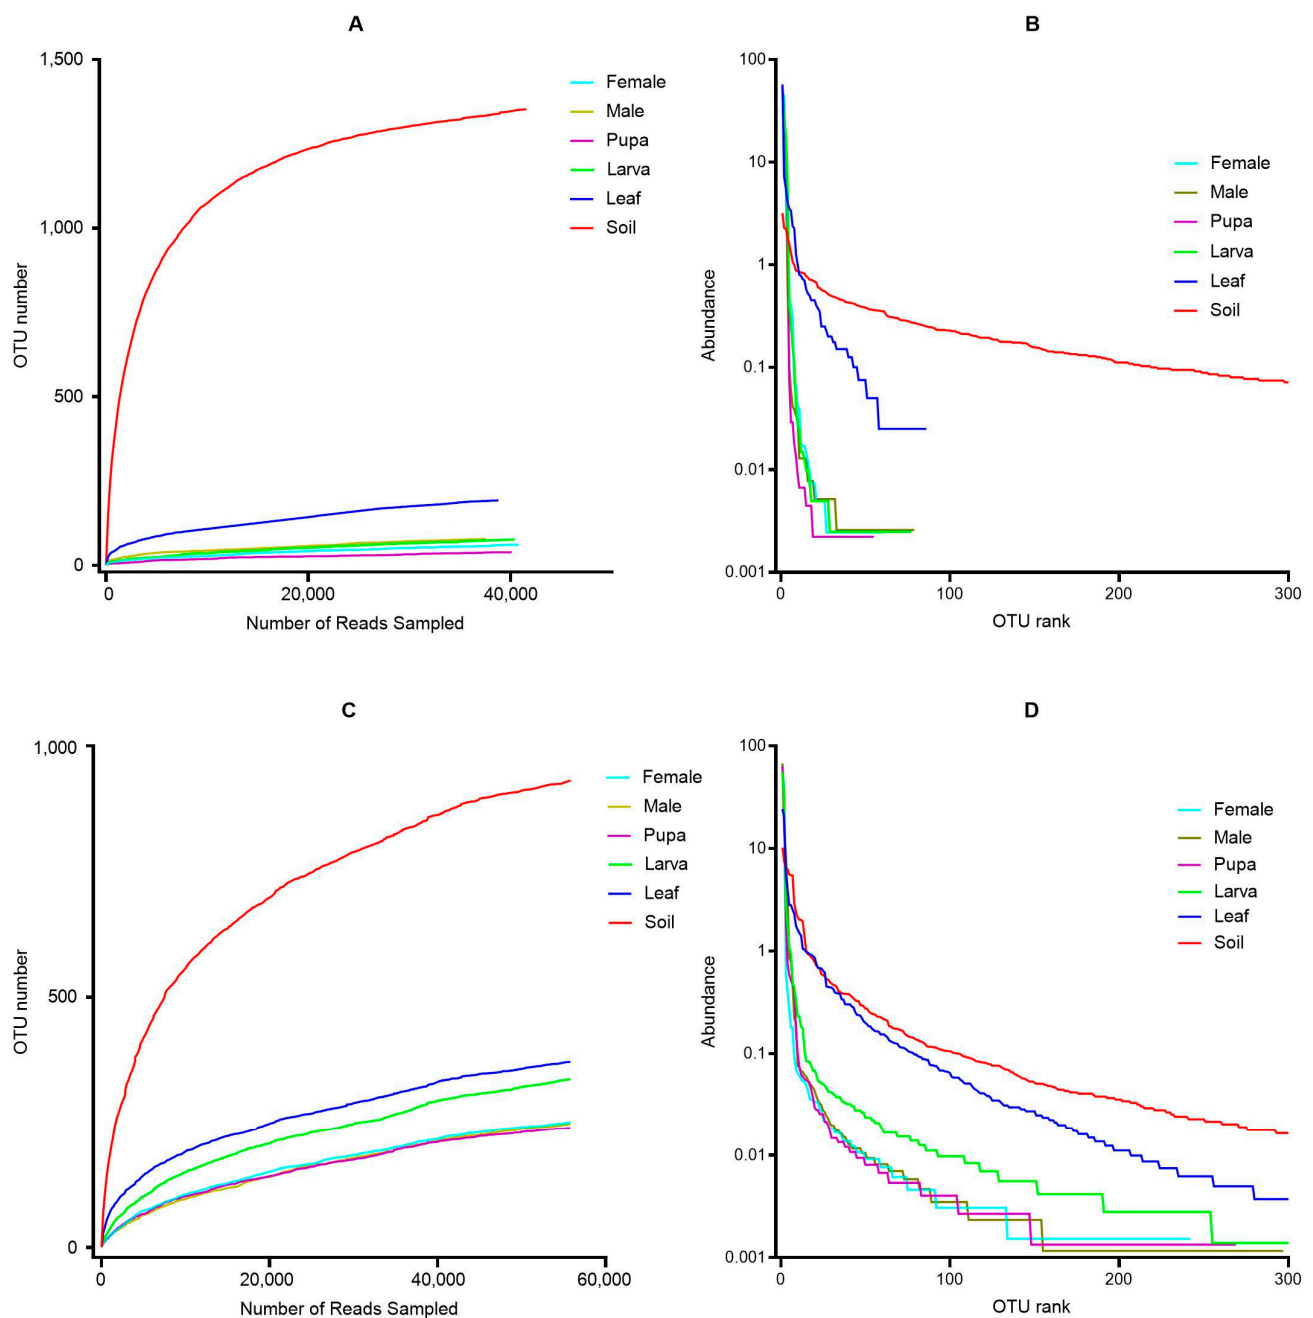 A
1,500
1,000
500
0
OTU number
0
20,000
40,000
Number of Reads Sampled
Female
Male
Pupa
Larva
Leaf
Soil
B
100
10
1
0.1
0.01
0.001
Abundance
0
100
200
300
OTU rank
Female
Male
Pupa
Larva
Leaf
Soil
C
1,000
500
0
OTU number
0
20,000
40,000
60,000
Number of Reads Sampled
Female
Male
Pupa
Larva
Leaf
Soil
D
100
10
1
0.1
0.01
0.001
Abundance
0
100
200
300
OTU rank
Female
Male
Pupa
Larva
Leaf
Soil